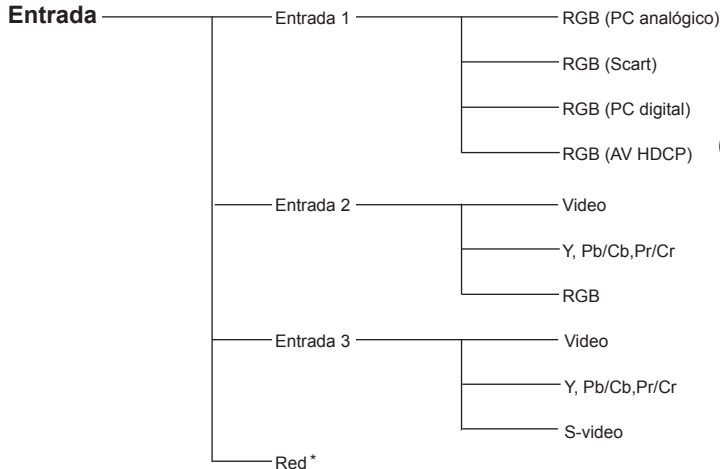 Entrada
Entrada 1
RGB (PC analógico)
RGB (Scart)
RGB (PC digital)
RGB (AV HDCP)
Entrada 2
Video
Y, Pb/Cb,Pr/Cr
RGB
Entrada 3
Video
Y, Pb/Cb,Pr/Cr
S-video
Red *